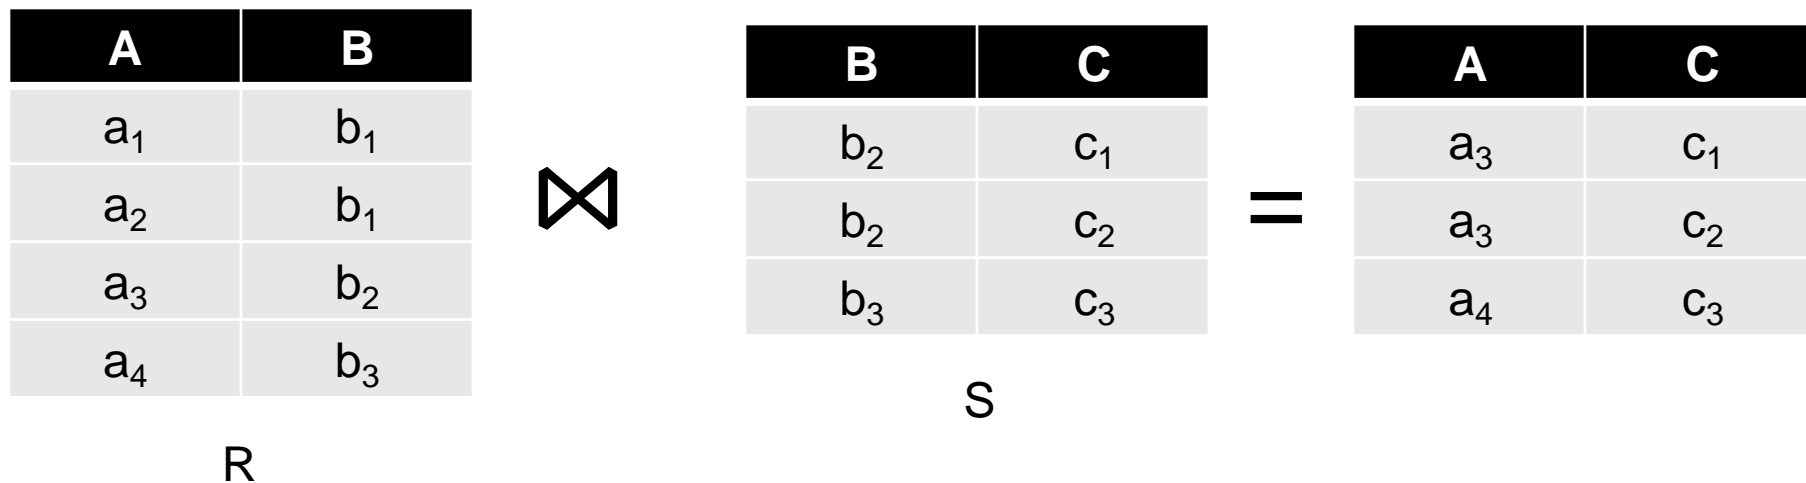 A B
a₁ b₁
a₂ b₁
a₃ b₂
a₄ b₃
R
⋈
B C
b₂ c₁
b₂ c₂
b₃ c₃
S
=
A C
a₃ c₁
a₃ c₂
a₄ c₃